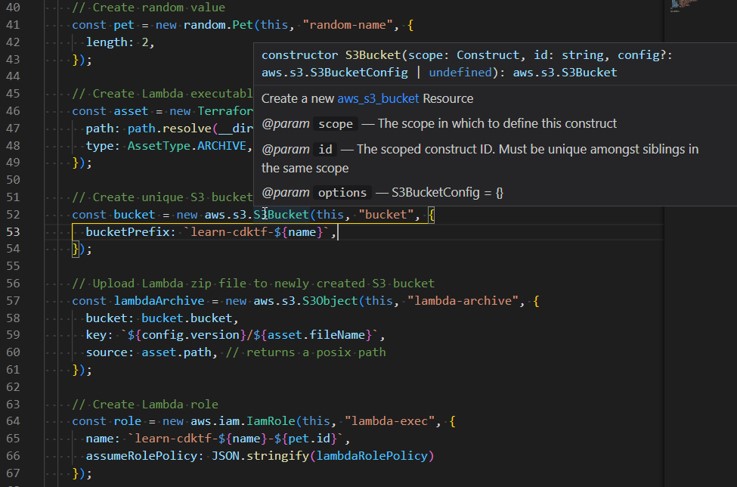 40 // Create random value
41 const pet = new random.Pet(this, "random-name", {
42 length: 2,
43 });
44
45 // Create Lambda executabl
46 const asset = new Terrafor
47 path: path.resolve(__dir
48 type: AssetType.ARCHIVE,
49 });
constructor S3Bucket(scope: Construct, id: string, config?:
aws.s3.S3BucketConfig | undefined): aws.s3.S3Bucket
Create a new aws_s3_bucket Resource
@param scope — The scope in which to define this construct
@param id — The scoped construct ID. Must be unique amongst siblings in
the same scope
@param options — S3BucketConfig = {}
50
51 // Create unique S3 bucket
52 const bucket = new aws.s3.S3Bucket(this, "bucket", {
53 bucketPrefix: `learn-cdktf-${name}`,
54 });
55
56 // Upload Lambda zip file to newly created S3 bucket
57 const lambdaArchive = new aws.s3.S3Object(this, "lambda-archive", {
58 bucket: bucket.bucket,
59 key: `${config.version}/${asset.fileName}`,
60 source: asset.path, // returns a posix path
61 });
62
63 // Create Lambda role
64 const role = new aws.iam.IamRole(this, "lambda-exec", {
65 name: `learn-cdktf-${name}-${pet.id}`,
66 assumeRolePolicy: JSON.stringify(lambdaRolePolicy)
67 });